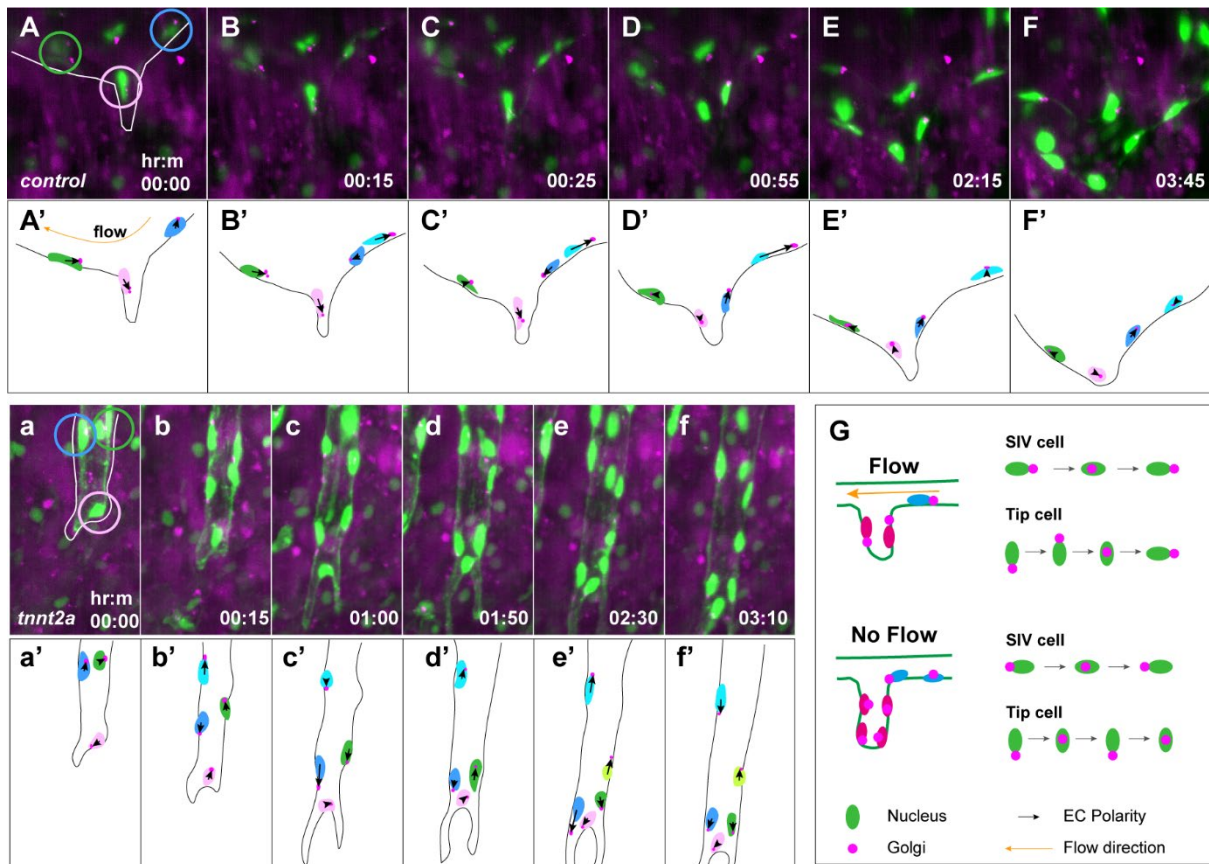 A
B
C
D
E
F
hr:m
control
00:00
00:15
00:25
00:55
02:15
03:45
A’
B’
C’
D’
E’
F’
flow
a
b
c
d
e
f
hr:m
tnnt2a
00:00
00:15
01:00
01:50
02:30
03:10
a’
b’
c’
d’
e’
f’
G
Flow
SIV cell
Tip cell
No Flow
SIV cell
Tip cell
Nucleus
EC Polarity
Golgi
Flow direction